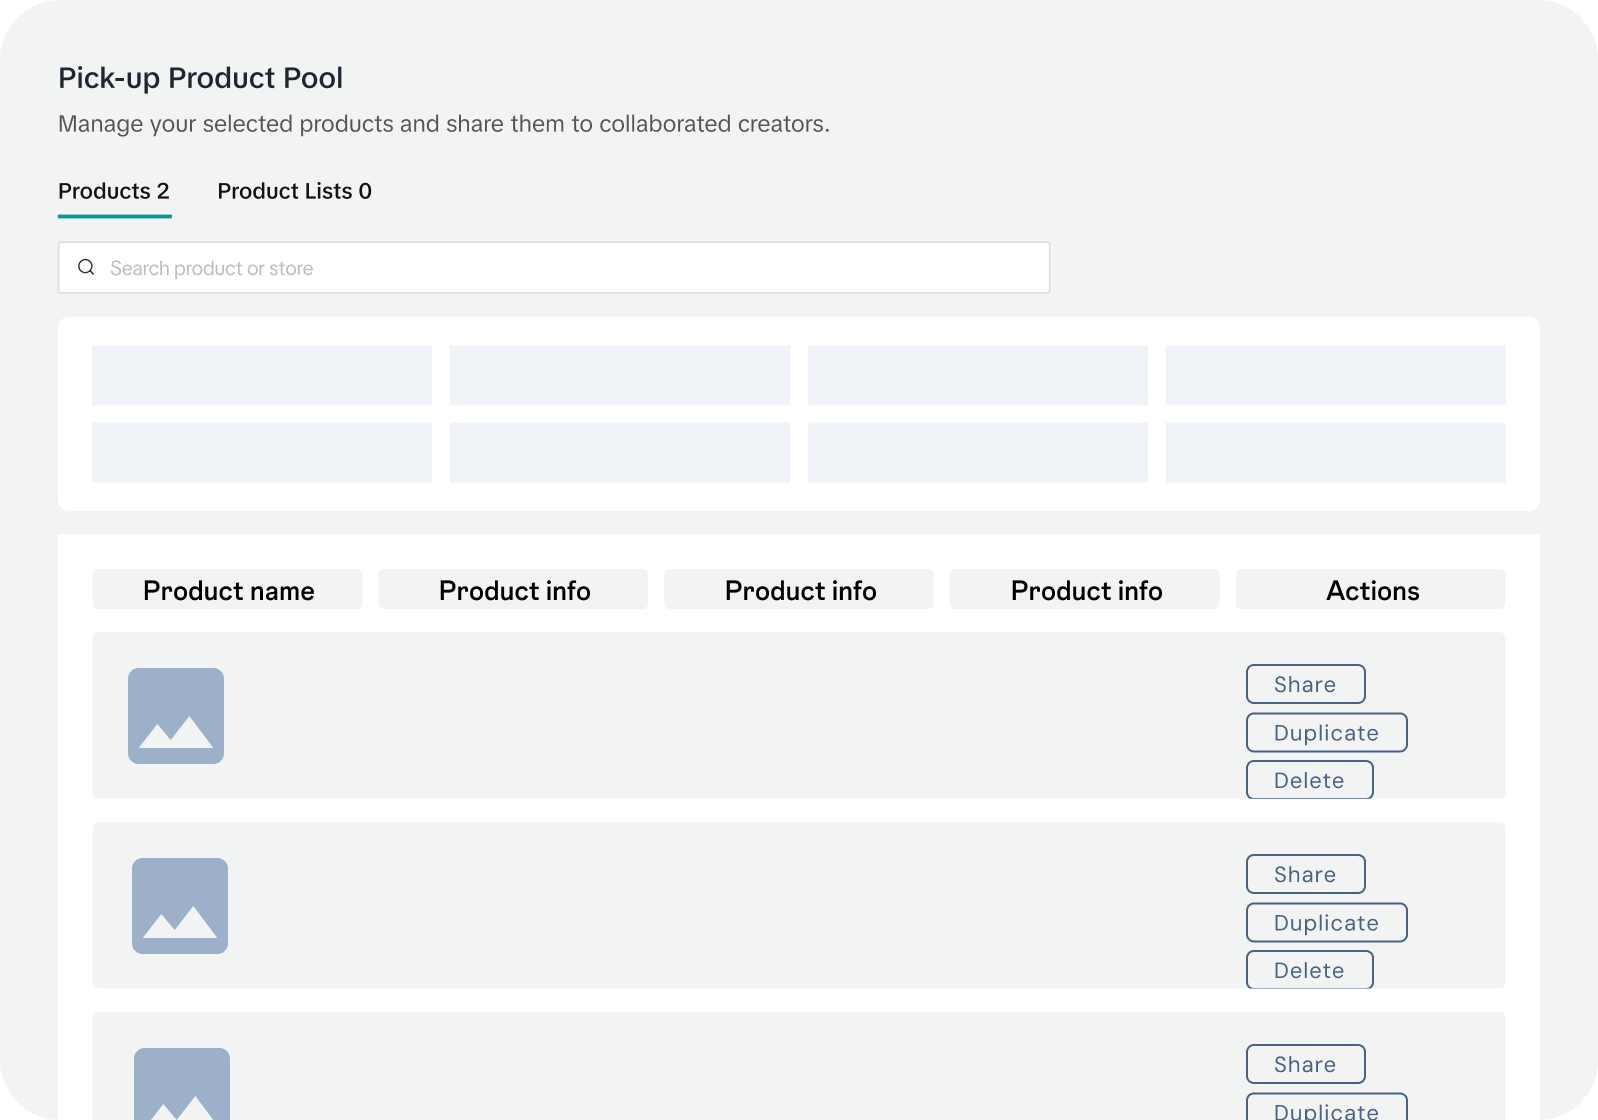 Pick-up Product Pool
Manage your selected products and share them to collaborated creators.
Products 2 Product Lists 0
Search product or store
Product name Product info Product info Product info Actions
Share
Duplicate
Delete
Share
Duplicate
Delete
Share
Duplicate